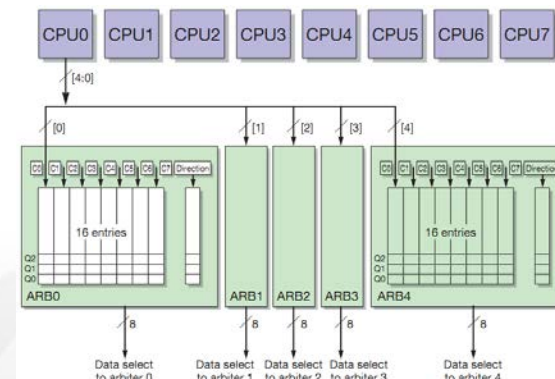 CPU0 CPU1 CPU2 CPU3 CPU4 CPU5 CPU6 CPU7
[4:0]
[0] [1] [2] [3] [4]
C0 C1 C2 C3 C4 C5 C6 C7 Direction C0 C1 C2 C3 C4 C5 C6 C7 Direction
16 entries 16 entries
Q2 Q2
Q1 Q1
Q0 Q0
ARB0 ARB1 ARB2 ARB3 ARB4
8 8 8 8 8
Data select Data select Data select Data select Data select
to arbiter 0 to arbiter 1 to arbiter 2 to arbiter 3 to arbiter 4